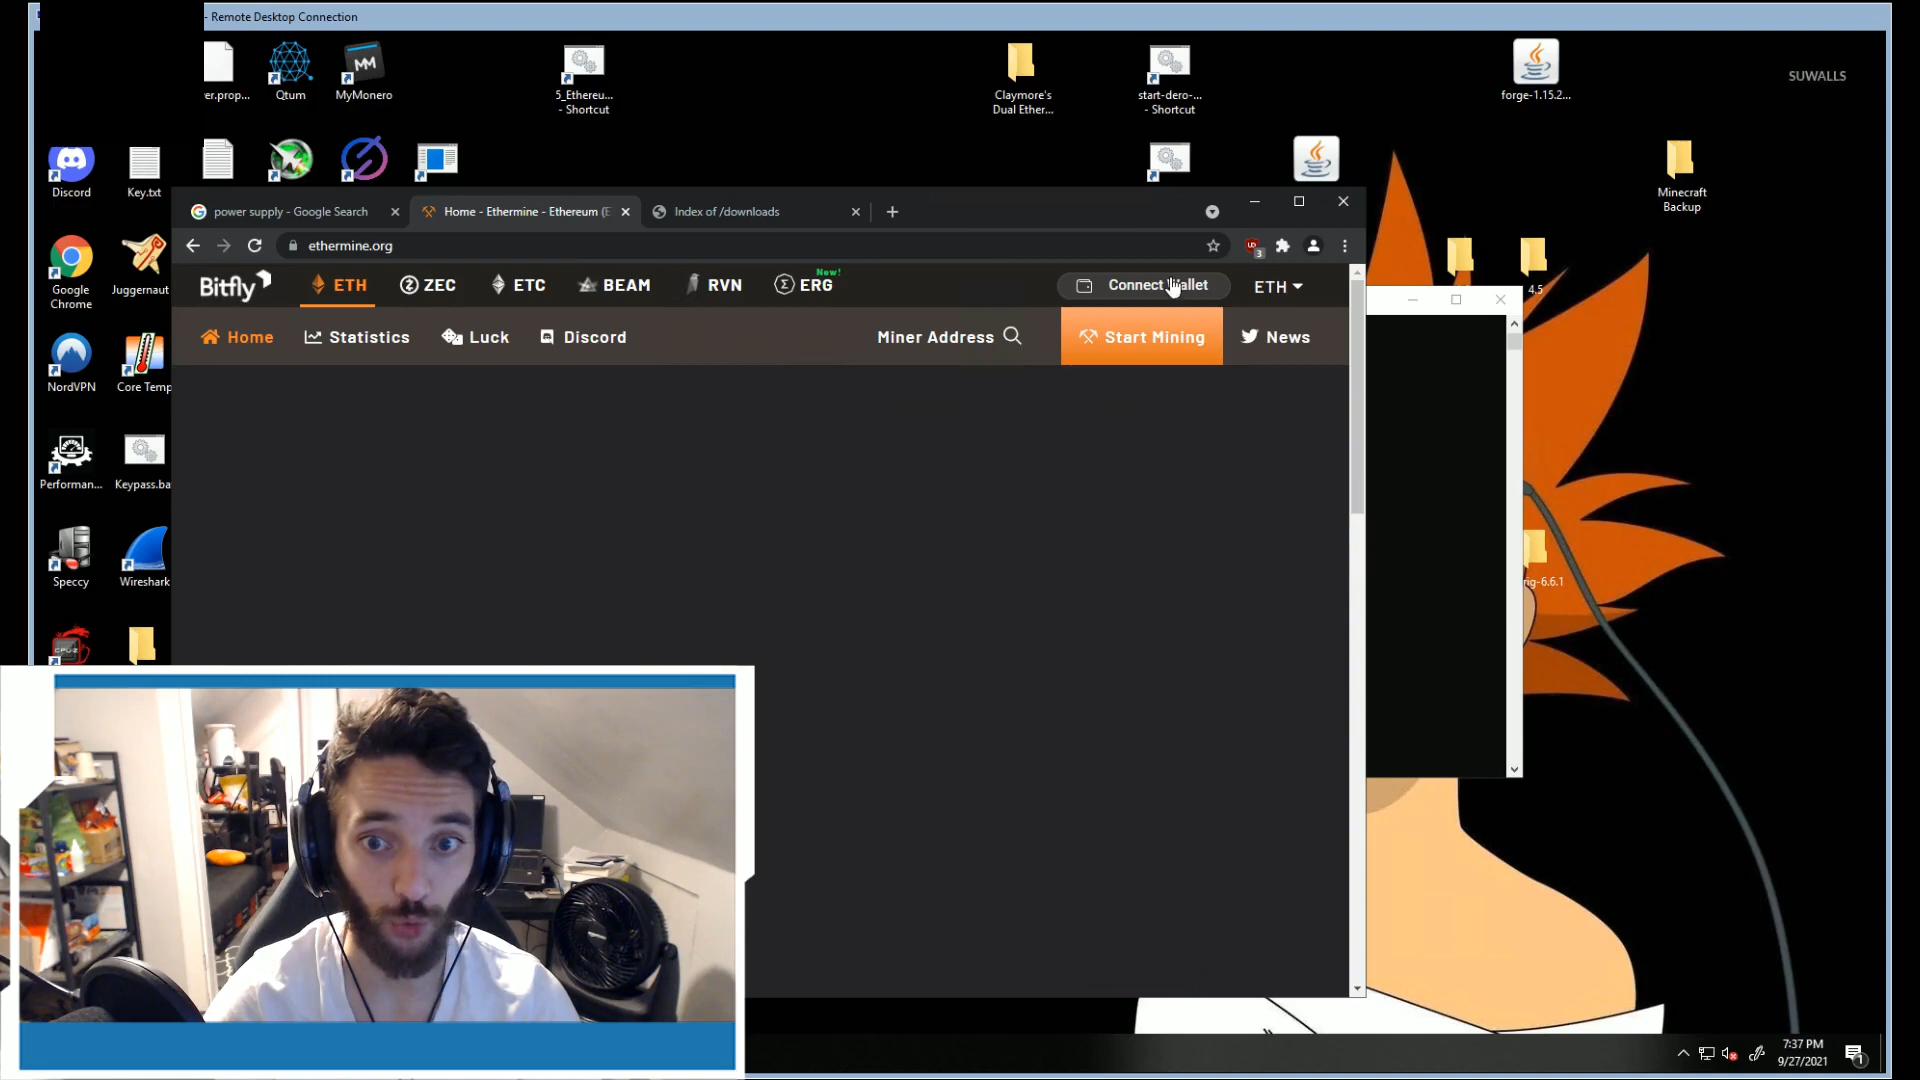 - Remote Desktop Connection
er.prop...
Qtum
MyMonero
5_Ethereu...
- Shortcut
Claymore's
Dual Ether...
start-dero-...
- Shortcut
forge-1.15.2...
SUWALLS
Discord
Key.txt
Minecraft
Backup
power supply - Google Search
Home - Ethermine - Ethereum (E
Index of /downloads
ethermine.org
3
Google
Chrome
Juggernaut
4.5
Bitfly
ETH
ZEC
ETC
BEAM
RVN
New!
ERG
Connect Wallet
ETH
Home
Statistics
Luck
Discord
Miner Address
Start Mining
News
NordVPN
Core Temp
Performan...
Keypass.ba
Speccy
Wireshark
rig-6.6.1
CPU-Z
7:37 PM
9/27/2021
1